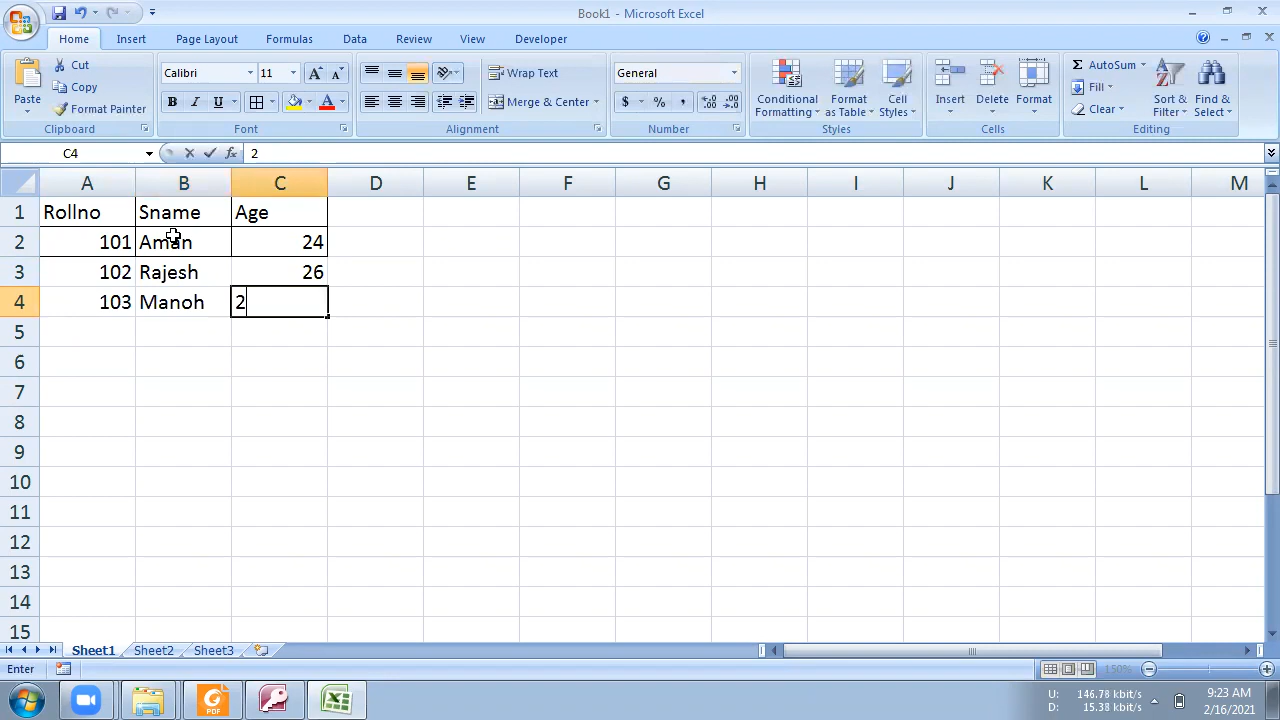 Book1 - Microsoft Excel
Home Insert Page Layout Formulas Data Review View Developer
Paste
Cut
Copy
Format Painter
Clipboard
Calibri 11
B I U
Font
Wrap Text
Merge & Center
Alignment
General
$ % ,
Number
Conditional Formatting
Format as Table
Cell Styles
Styles
Insert
Delete
Format
Cells
Σ AutoSum
Fill
Clear
Sort & Filter
Find & Select
Editing
C4 fx 2
A B C D E F G H I J K L M
1 Rollno Sname Age
2 101 Aman 24
3 102 Rajesh 26
4 103 Manoh 2
5
6
7
8
9
10
11
12
13
14
15
Sheet1 Sheet2 Sheet3
Enter 150%
PDF
U: 146.78 kbit/s
D: 15.38 kbit/s
9:23 AM
2/16/2021